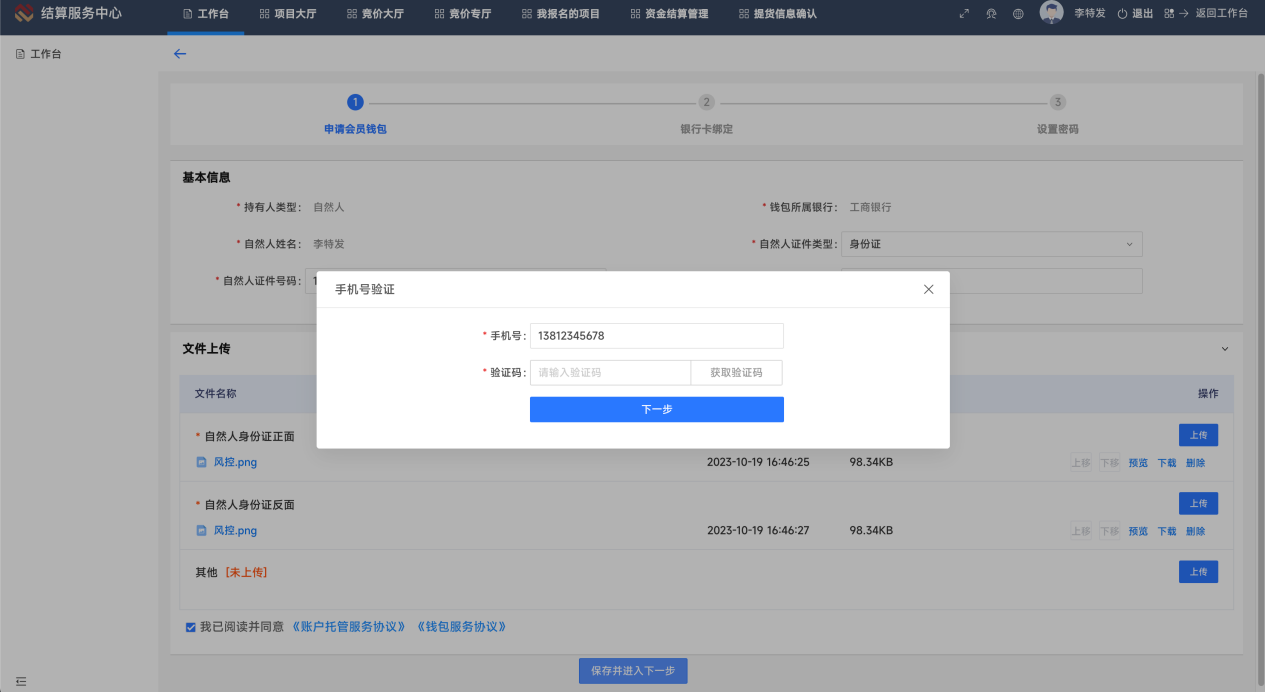 结算服务中心 工作台 项目大厅 竞价大厅 竞价专厅 我报名的项目 资金结算管理 提货信息确认 李特发 退出 返回工作台
工作台
1 2 3
申请会员钱包 银行卡绑定 设置密码
基本信息
* 持有人类型: 自然人 * 钱包所属银行: 工商银行
* 自然人姓名: 李特发 * 自然人证件类型: 身份证
* 自然人证件号码: 1
手机号验证
* 手机号: 13812345678
* 验证码: 请输入验证码 获取验证码
下一步
文件上传
文件名称 操作
* 自然人身份证正面 上传
风控.png 2023-10-19 16:46:25 98.34KB 上移 下移 预览 下载 删除
* 自然人身份证反面 上传
风控.png 2023-10-19 16:46:27 98.34KB 上移 下移 预览 下载 删除
其他 [未上传] 上传
我已阅读并同意 《账户托管服务协议》 《钱包服务协议》
保存并进入下一步